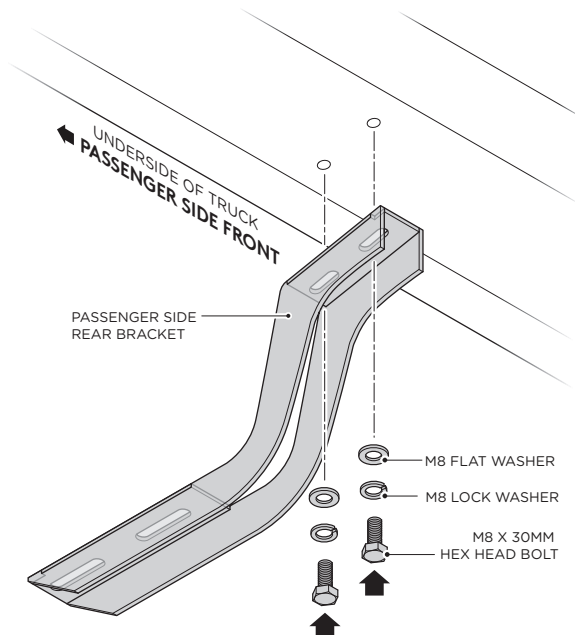 UNDERSIDE OF TRUCK
PASSENGER SIDE FRONT
PASSENGER SIDE
REAR BRACKET
M8 FLAT WASHER
M8 LOCK WASHER
M8 X 30MM
HEX HEAD BOLT